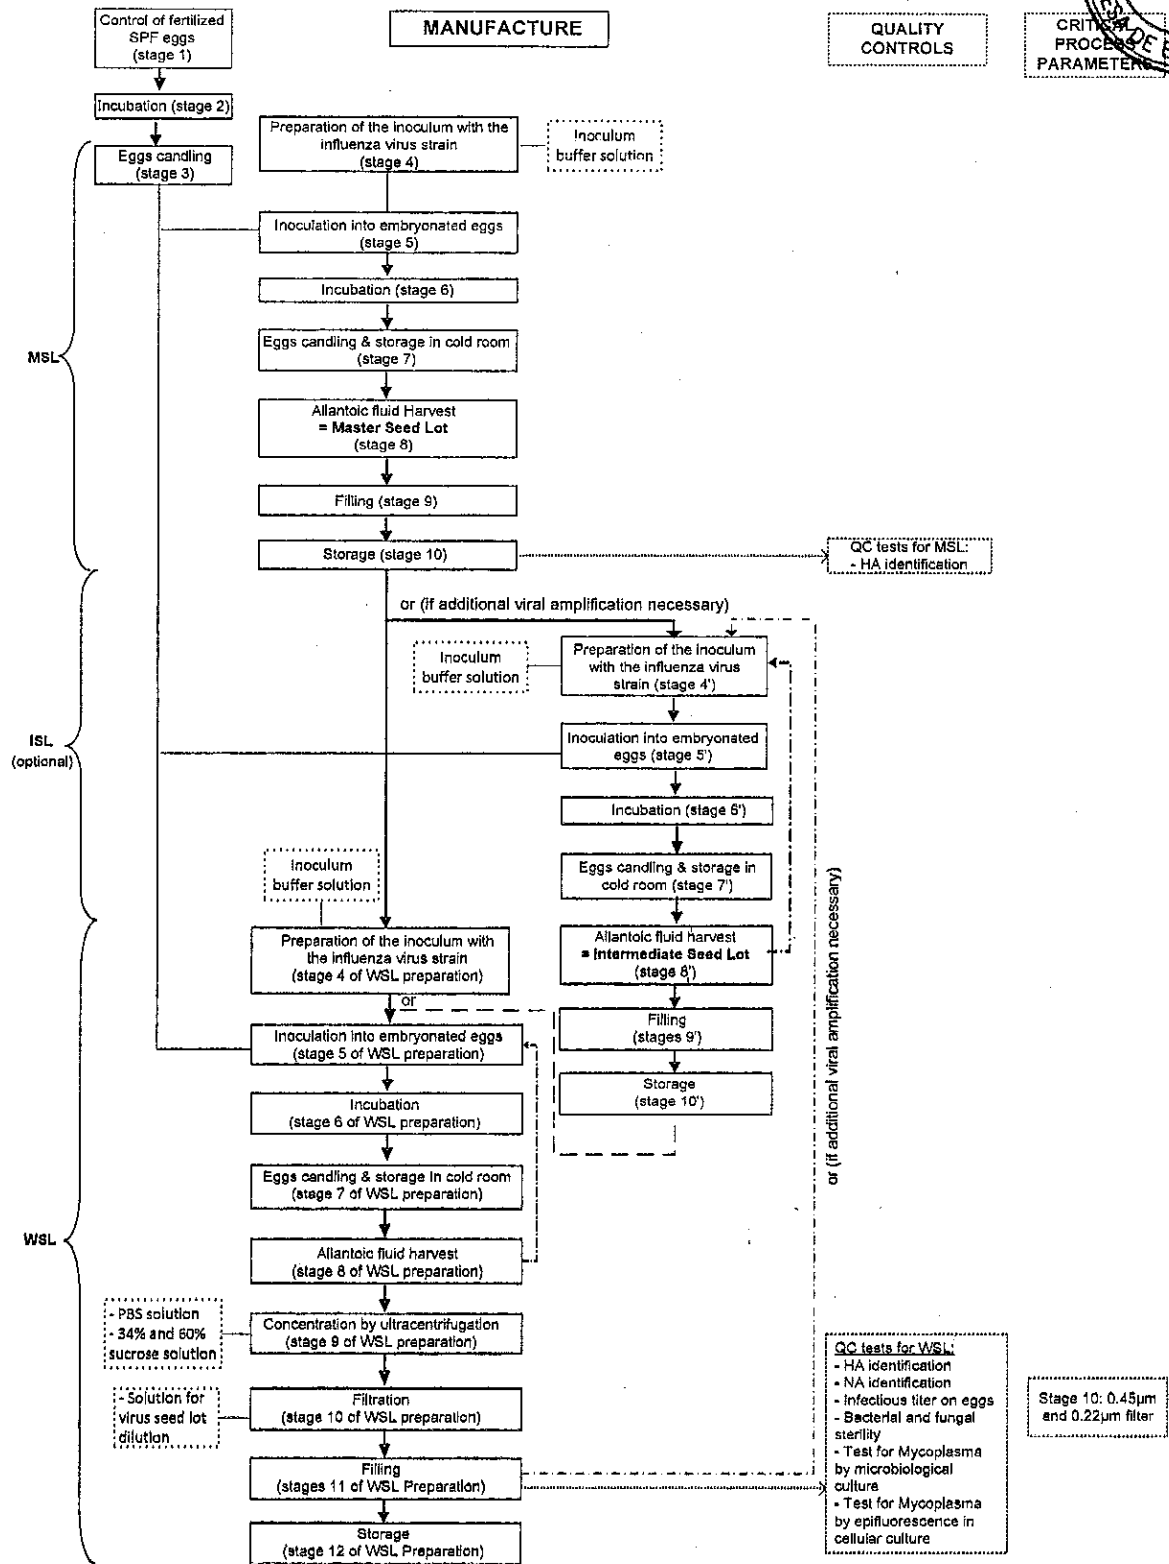 Control of fertilized
SPF eggs
(stage 1)
MANUFACTURE
QUALITY
CONTROLS
CRITICAL
PROCESS
PARAMETERS
Incubation (stage 2)
Eggs candling
(stage 3)
Preparation of the inoculum with the
influenza virus strain
(stage 4)
Inoculum
buffer solution
Inoculation into embryonated eggs
(stage 5)
Incubation (stage 6)
Eggs candling & storage in cold room
(stage 7)
MSL
Allantoic fluid Harvest
= Master Seed Lot
(stage 8)
Filling (stage 9)
Storage (stage 10)
QC tests for MSL:
- HA identification
or (if additional viral amplification necessary)
Inoculum
buffer solution
Preparation of the inoculum
with the influenza virus
strain (stage 4')
ISL
(optional)
Inoculation into embryonated
eggs (stage 5')
Incubation (stage 6')
Eggs candling & storage in
cold room (stage 7')
Inoculum
buffer solution
Allantoic fluid harvest
= Intermediate Seed Lot
(stage 8')
or (if additional viral amplification necessary)
Preparation of the inoculum with
the influenza virus strain
(stage 4 of WSL preparation)
or
Filling
(stages 9')
Inoculation into embryonated eggs
(stage 5 of WSL preparation)
Storage
(stage 10')
Incubation
(stage 6 of WSL preparation)
Eggs candling & storage in cold room
(stage 7 of WSL preparation)
WSL
Allantoic fluid harvest
(stage 8 of WSL preparation)
- PBS solution
- 34% and 60%
sucrose solution
Concentration by ultracentrifugation
(stage 9 of WSL preparation)
- Solution for
virus seed lot
dilution
Filtration
(stage 10 of WSL preparation)
Filling
(stages 11 of WSL Preparation)
Storage
(stage 12 of WSL Preparation)
QC tests for WSL:
- HA identification
- NA identification
- Infectious titer on eggs
- Bacterial and fungal
sterility
- Test for Mycoplasma
by microbiological
culture
- Test for Mycoplasma
by epifluorescence in
cellular culture
Stage 10: 0.45µm
and 0.22µm filter